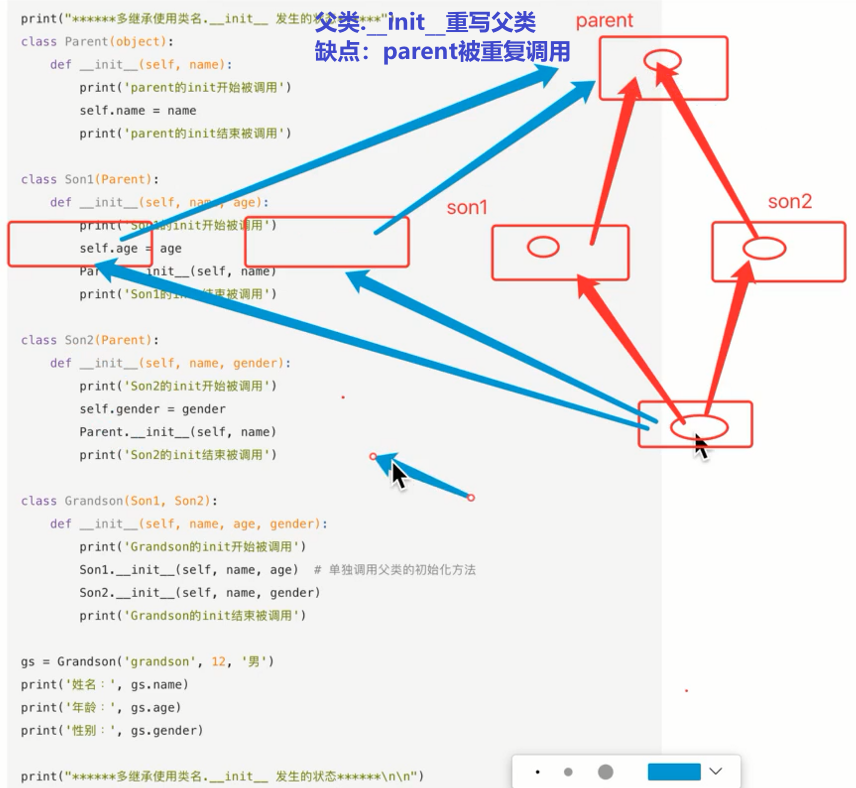 print("******多继承使用类名.__init__ 发生的状态******")
父类.__init__重写父类
缺点：parent被重复调用
parent
class Parent(object):
    def __init__(self, name):
        print('parent的init开始被调用')
        self.name = name
        print('parent的init结束被调用')
class Son1(Parent):
    def __init__(self, name, age):
        print('Son1的init开始被调用')
        self.age = age
        Parent.__init__(self, name)
        print('Son1的init结束被调用')
son1
son2
class Son2(Parent):
    def __init__(self, name, gender):
        print('Son2的init开始被调用')
        self.gender = gender
        Parent.__init__(self, name)
        print('Son2的init结束被调用')
class Grandson(Son1, Son2):
    def __init__(self, name, age, gender):
        print('Grandson的init开始被调用')
        Son1.__init__(self, name, age)  # 单独调用父类的初始化方法
        Son2.__init__(self, name, gender)
        print('Grandson的init结束被调用')
gs = Grandson('grandson', 12, '男')
print('姓名：', gs.name)
print('年龄：', gs.age)
print('性别：', gs.gender)
print("******多继承使用类名.__init__ 发生的状态******\n\n")